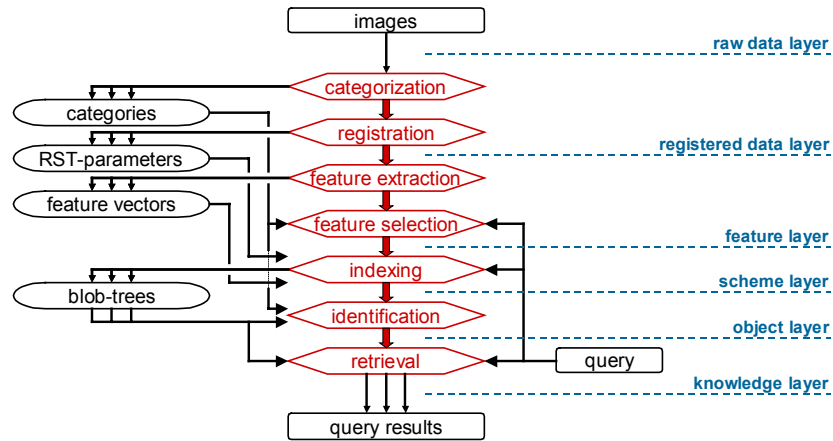 images
raw data layer
categorization
categories
registration
registered data layer
RST-parameters
feature extraction
feature vectors
feature selection
feature layer
indexing
scheme layer
blob-trees
identification
object layer
retrieval
query
knowledge layer
query results